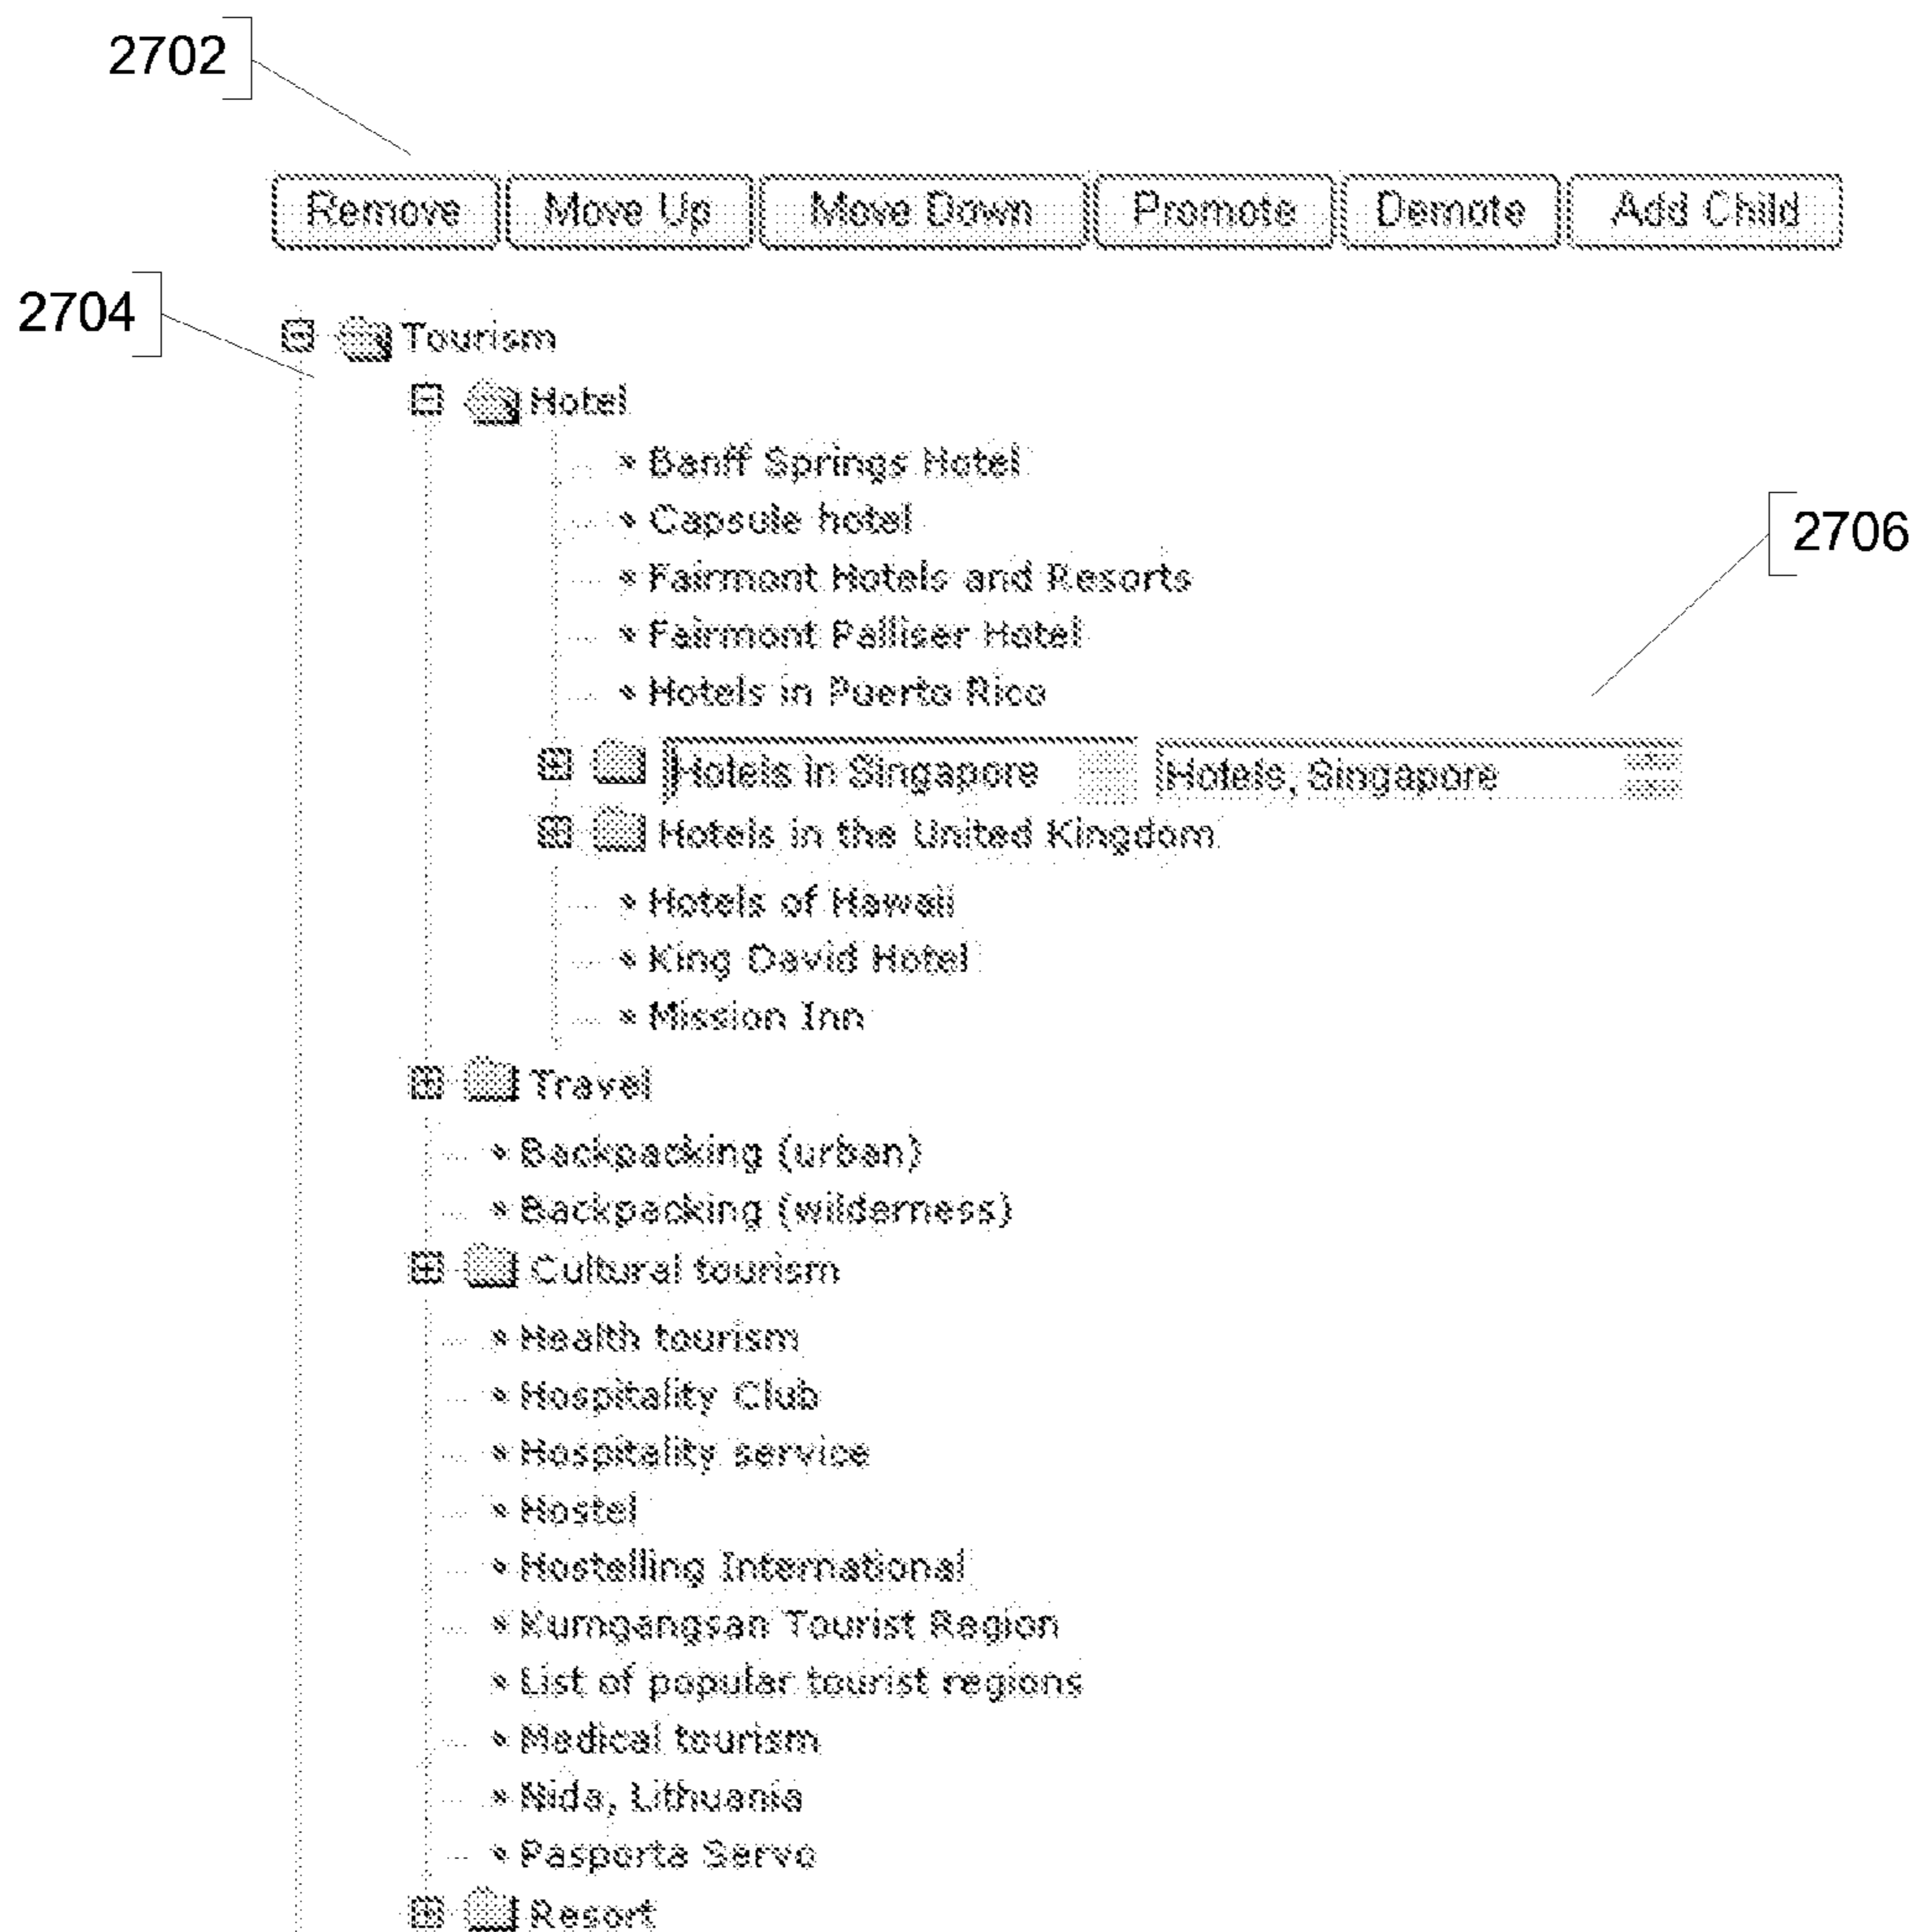 2702
Remove Move Up Move Down Promote Demote Add Child
2704
Tourism
Hotel
Banff Springs Hotel
Capsule hotel
2706
Fairmont Hotels and Resorts
Fairmont Palliser Hotel
Hotels in Puerto Rico
Hotels in Singapore Hotels, Singapore
Hotels in the United Kingdom
Hotels of Hawaii
King David Hotel
Mission Inn
Travel
Backpacking (urban)
Backpacking (wilderness)
Cultural tourism
Health tourism
Hospitality Club
Hospitality service
Hostel
Hostelling International
Kumgangsan Tourist Region
List of popular tourist regions
Medical tourism
Nida, Lithuania
Pasporta Servo
Resort